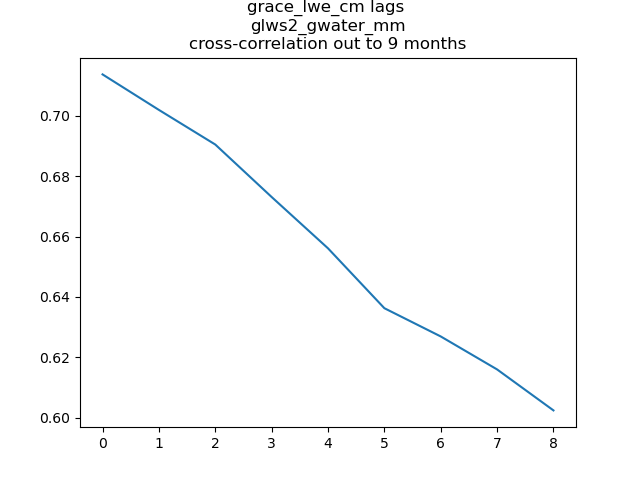 grace_lwe_cm lags
glws2_gwater_mm
cross-correlation out to 9 months
0.70
0.68
0.66
0.64
0.62
0.60
0 1 2 3 4 5 6 7 8